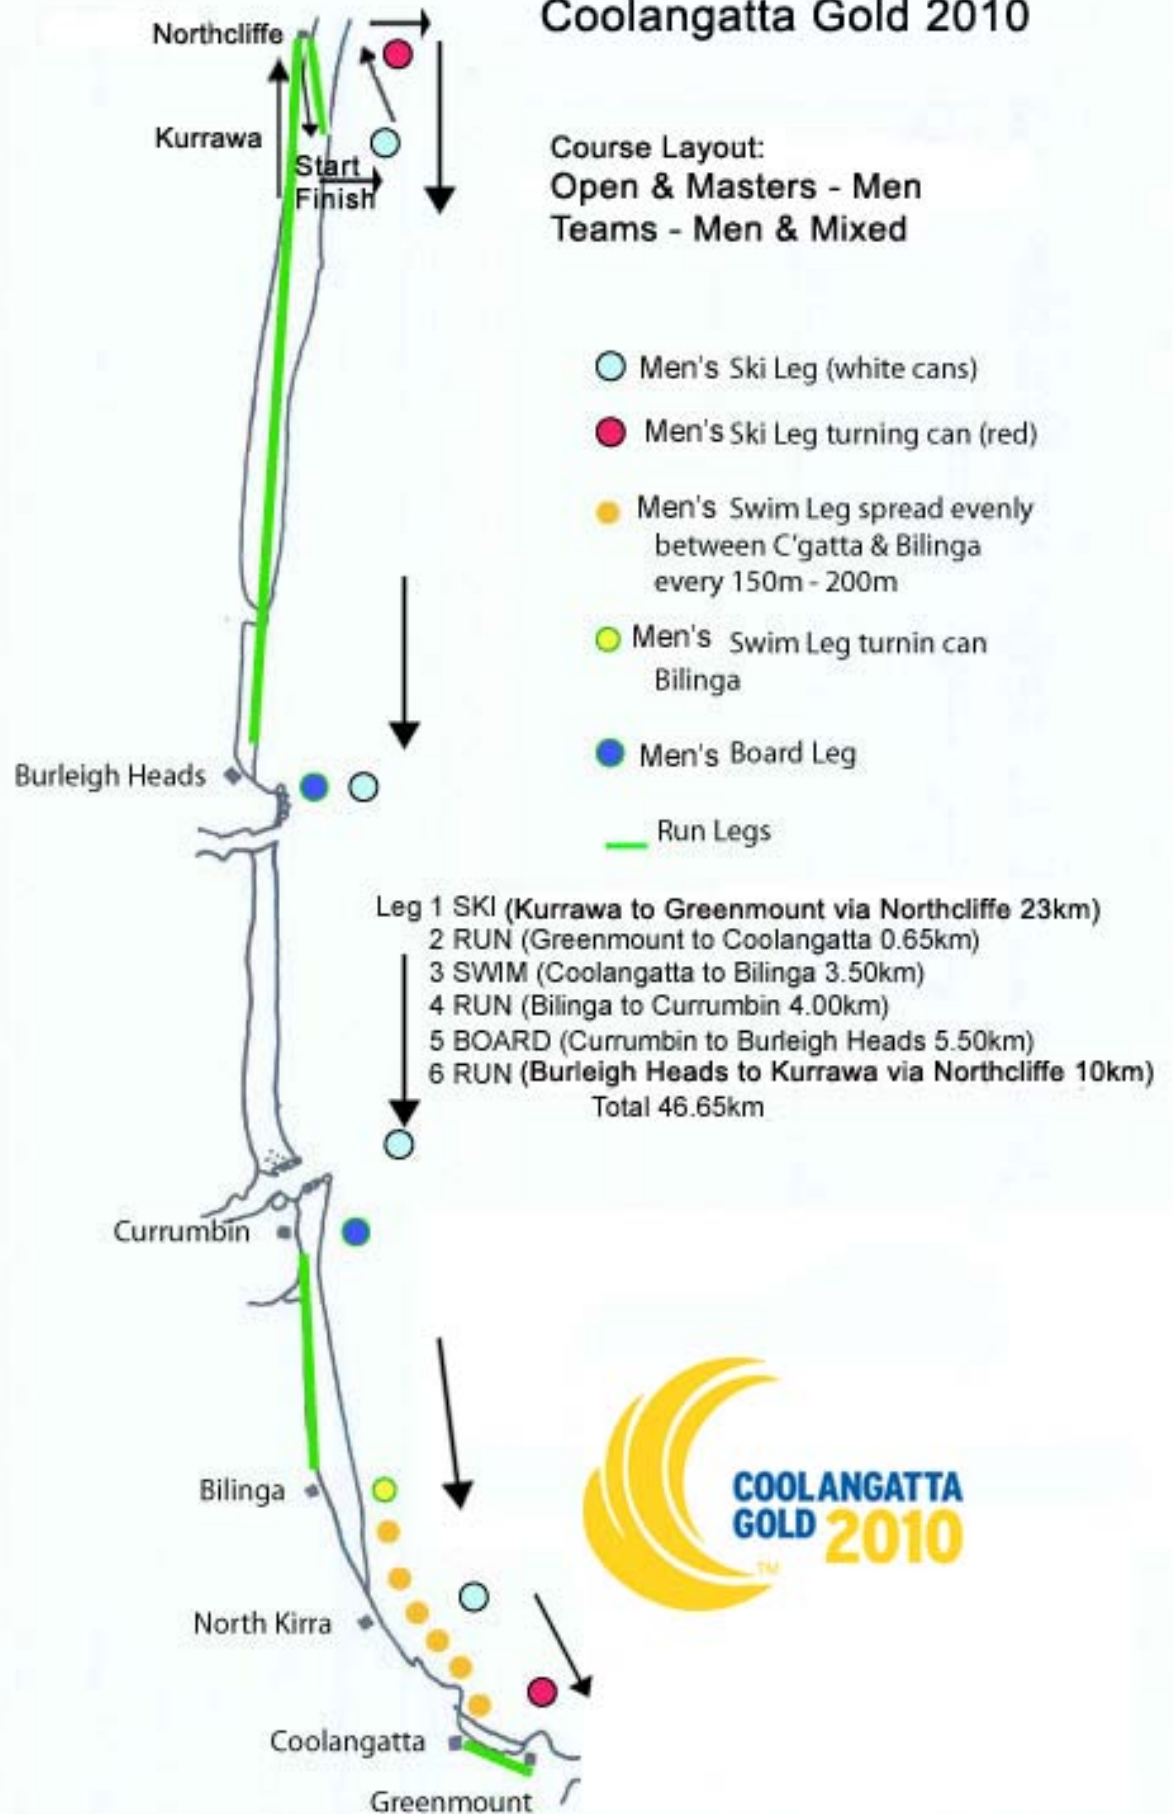 Coolangatta Gold 2010
Northcliffe
Kurrawa
Start
Finish
Course Layout:
Open & Masters - Men
Teams - Men & Mixed
Men's Ski Leg (white cans)
Men's Ski Leg turning can (red)
Men's Swim Leg spread evenly
between C'gatta & Bilinga
every 150m - 200m
Men's Swim Leg turnin can
Bilinga
Men's Board Leg
Run Legs
Burleigh Heads
Leg 1 SKI (Kurrawa to Greenmount via Northcliffe 23km)
2 RUN (Greenmount to Coolangatta 0.65km)
3 SWIM (Coolangatta to Bilinga 3.50km)
4 RUN (Bilinga to Currumbin 4.00km)
5 BOARD (Currumbin to Burleigh Heads 5.50km)
6 RUN (Burleigh Heads to Kurrawa via Northcliffe 10km)
Total 46.65km
Currumbin
Bilinga
North Kirra
Coolangatta
Greenmount
COOLANGATTA
GOLD 2010
TM